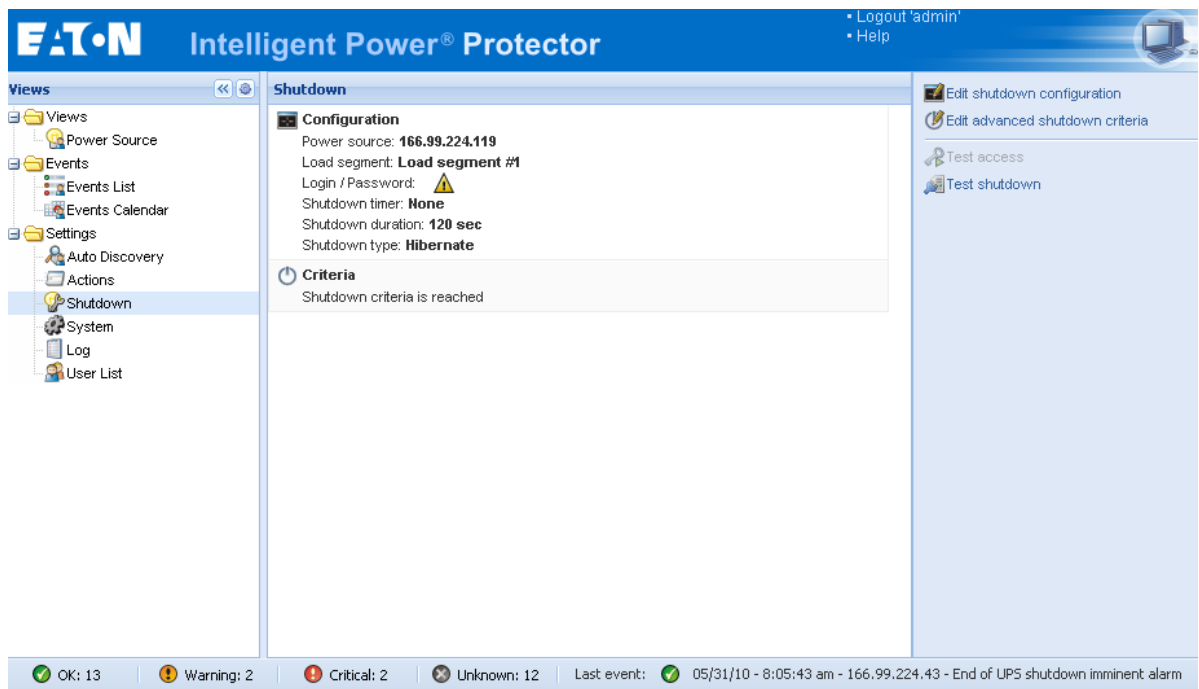 EATON Intelligent Power® Protector
▪ Logout 'admin'
▪ Help
Views
Views
Power Source
Events
Events List
Events Calendar
Settings
Auto Discovery
Actions
Shutdown
System
Log
User List
Shutdown
Configuration
Power source: 166.99.224.119
Load segment: Load segment #1
Login / Password:
Shutdown timer: None
Shutdown duration: 120 sec
Shutdown type: Hibernate
Criteria
Shutdown criteria is reached
Edit shutdown configuration
Edit advanced shutdown criteria
Test access
Test shutdown
OK: 13 Warning: 2 Critical: 2 Unknown: 12 Last event: 05/31/10 - 8:05:43 am - 166.99.224.43 - End of UPS shutdown imminent alarm